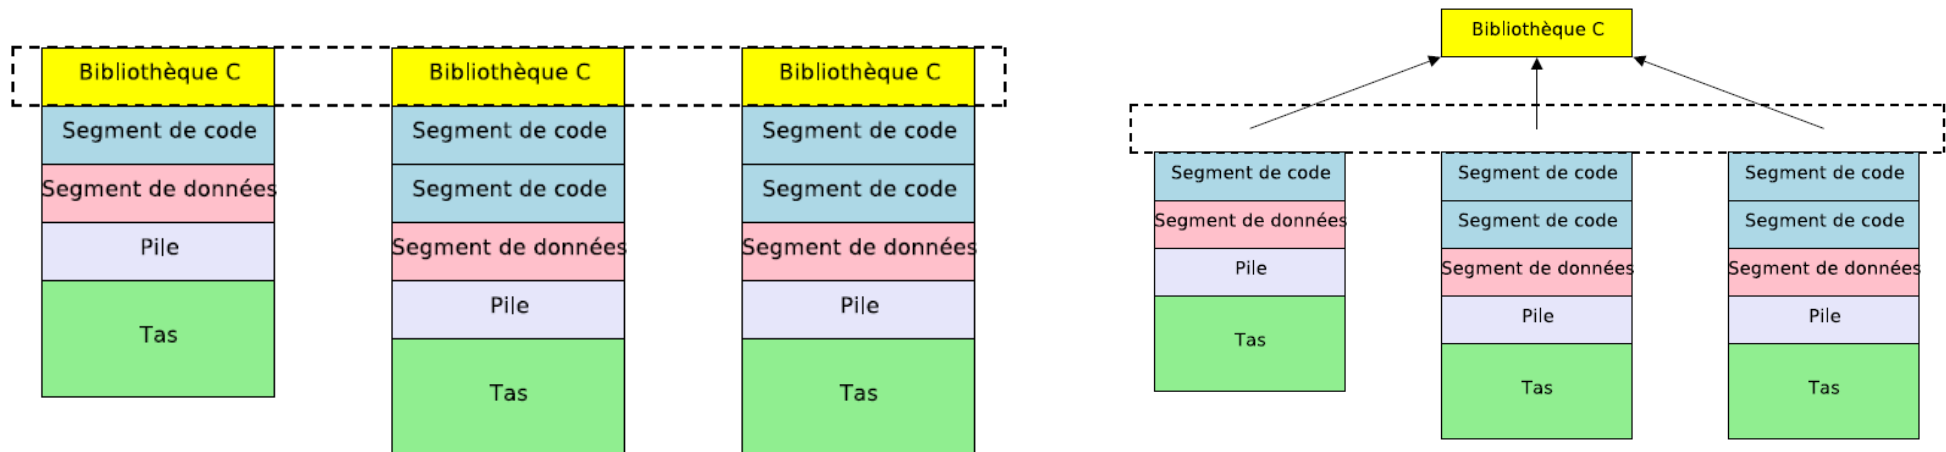 Bibliothèque C
Segment de code
Segment de données
Pile
Tas
Bibliothèque C
Segment de code
Segment de code
Segment de données
Pile
Tas
Bibliothèque C
Segment de code
Segment de code
Segment de données
Pile
Tas
Bibliothèque C
Segment de code
Segment de données
Pile
Tas
Segment de code
Segment de code
Segment de données
Pile
Tas
Segment de code
Segment de code
Segment de données
Pile
Tas